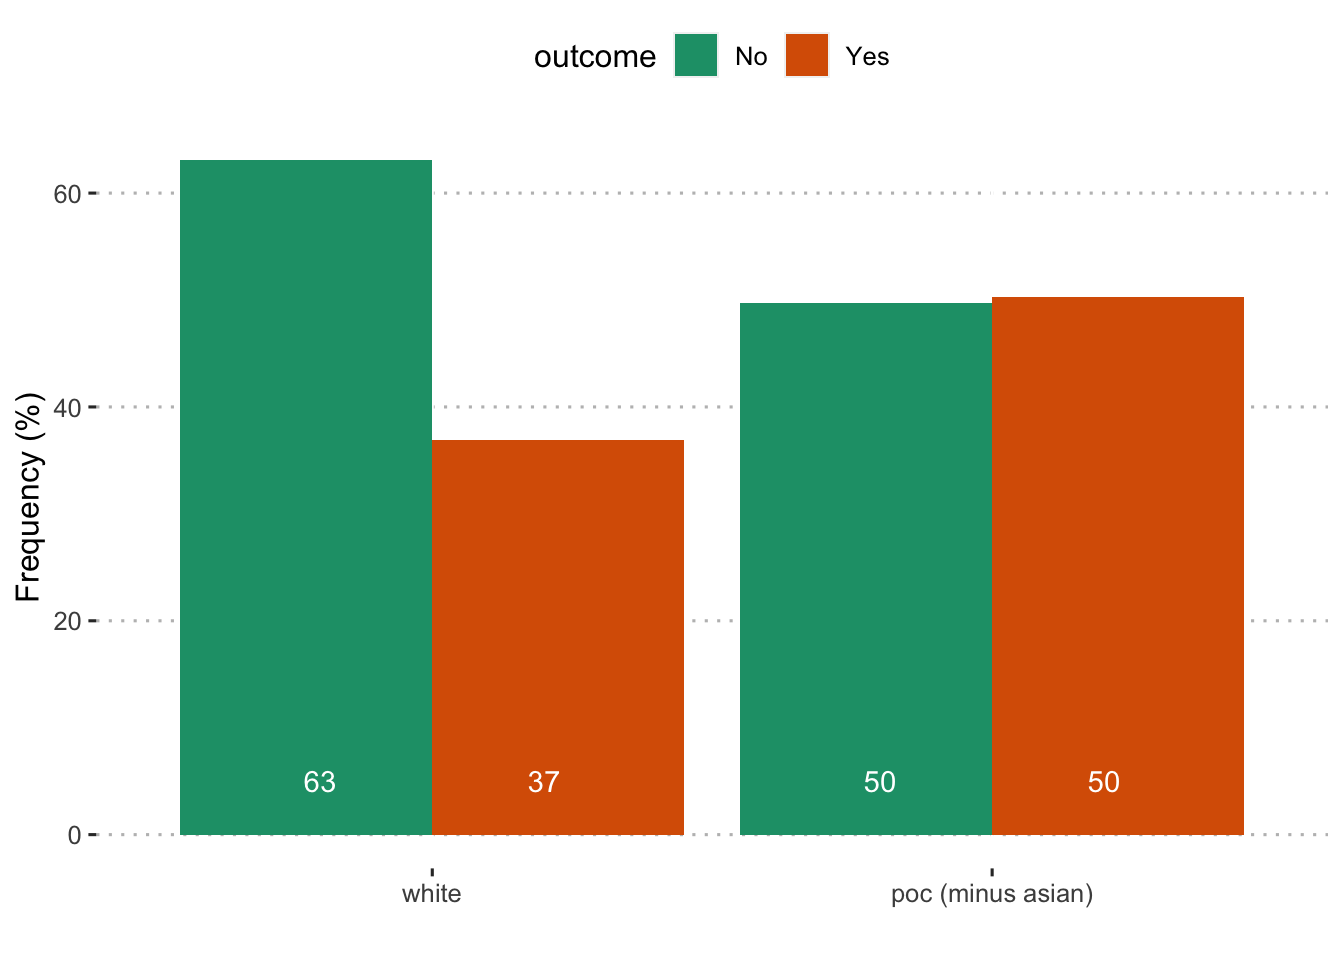 outcome No Yes
60
40
20
0
Frequency (%)
63 37 50 50
white poc (minus asian)